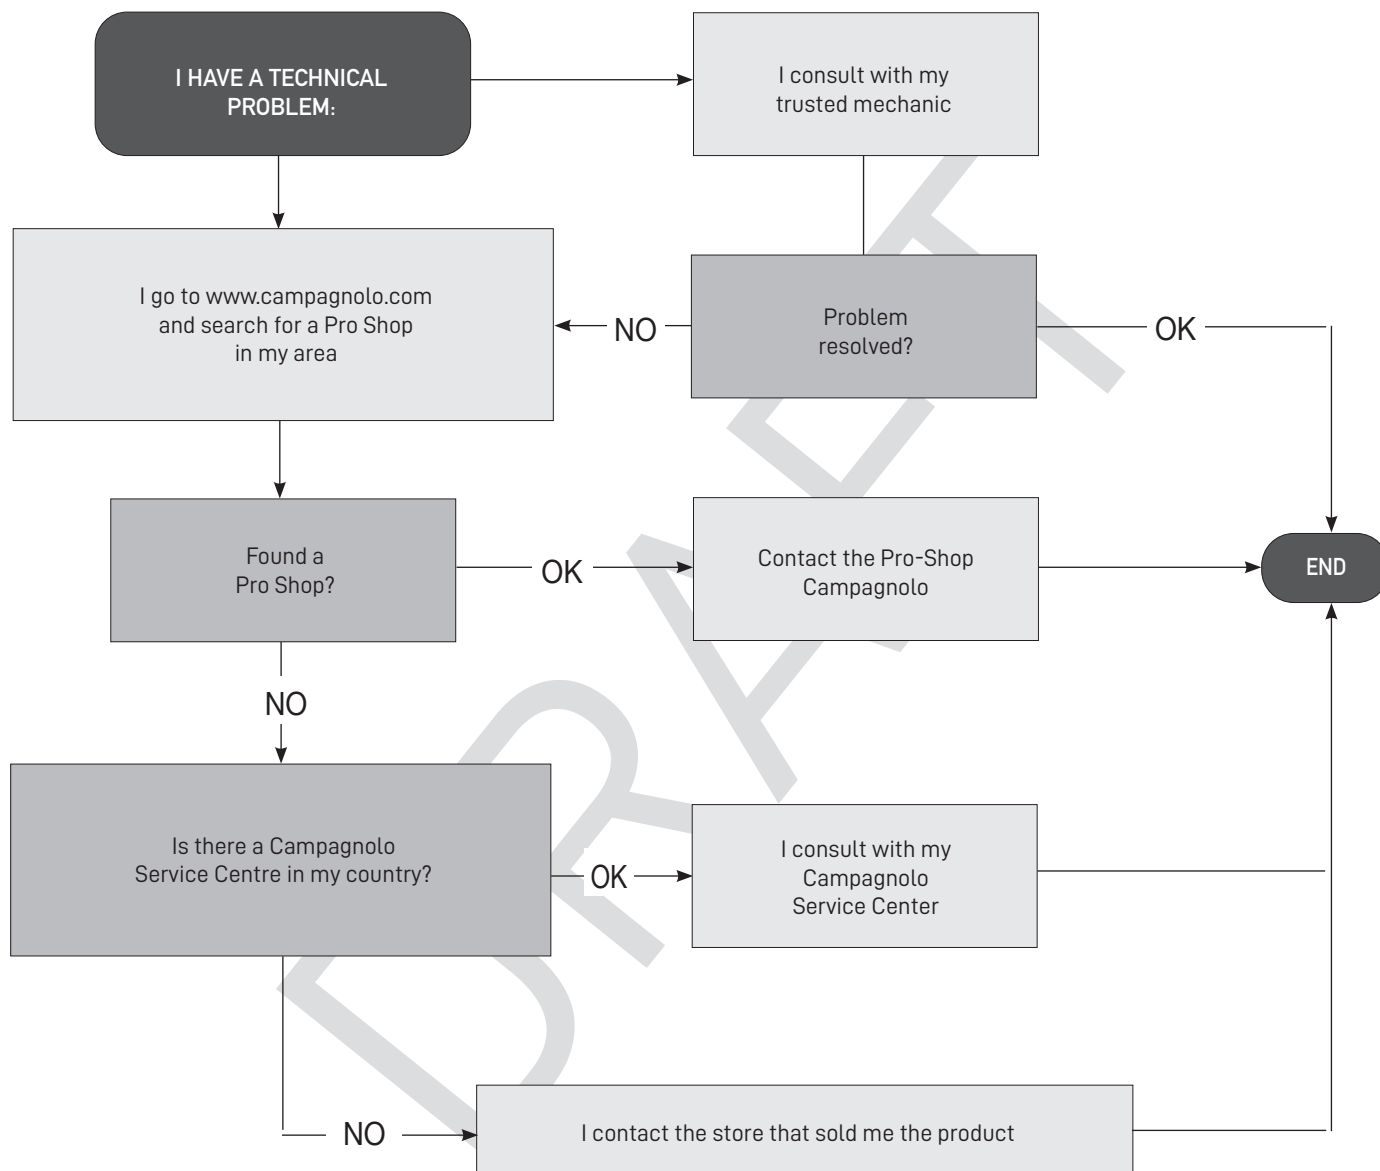 I HAVE A TECHNICAL
PROBLEM:
I consult with my
trusted mechanic
I go to www.campagnolo.com
and search for a Pro Shop
in my area
NO
Problem
resolved?
OK
Found a
Pro Shop?
OK
Contact the Pro-Shop
Campagnolo
END
NO
Is there a Campagnolo
Service Centre in my country?
OK
I consult with my
Campagnolo
Service Center
NO
I contact the store that sold me the product
DRAFT